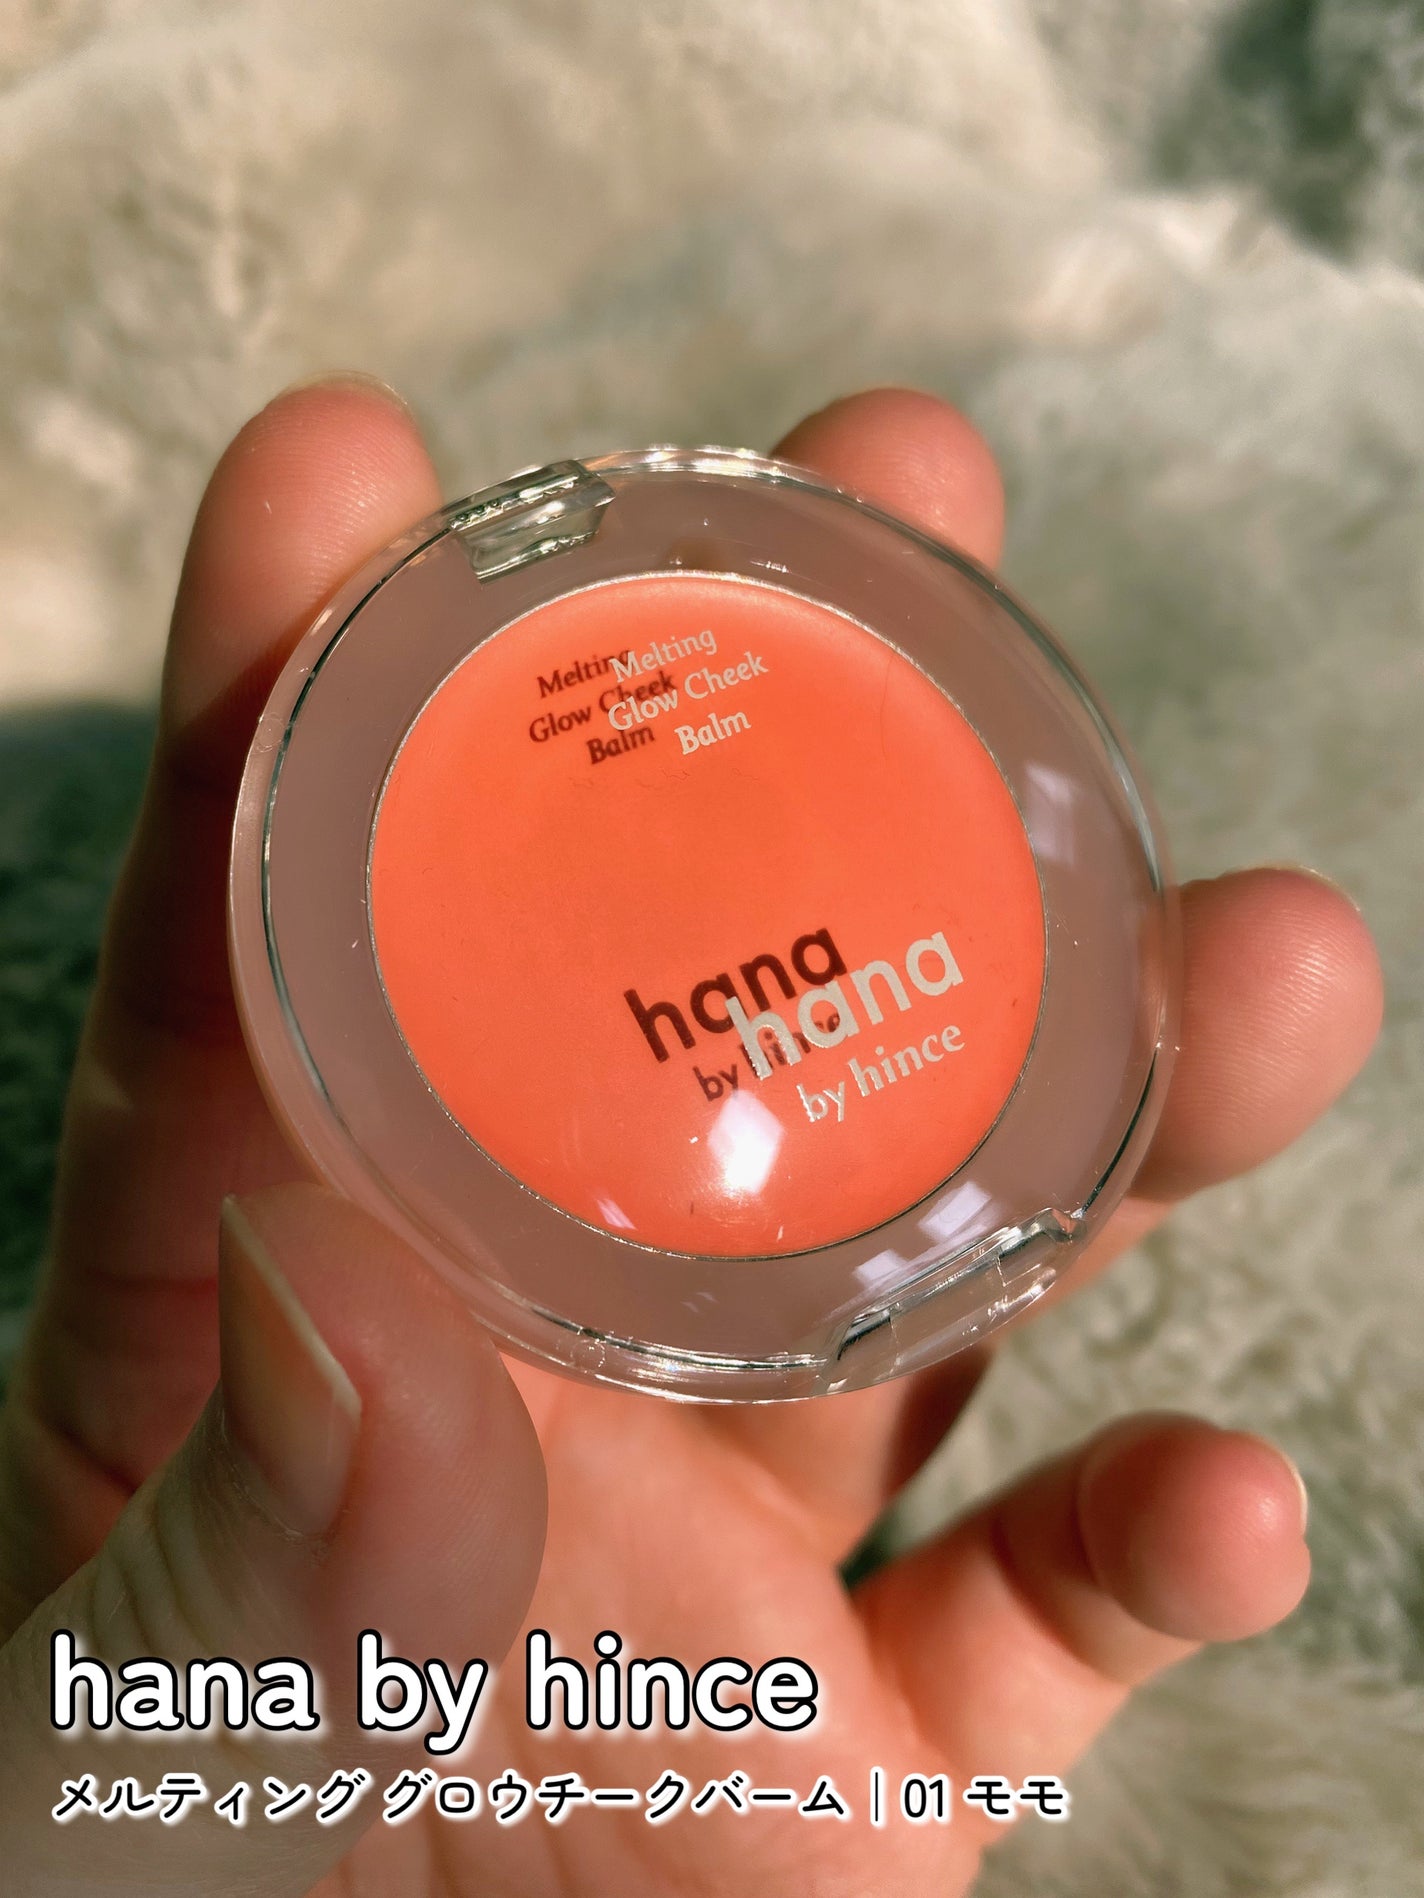 Melting
Glow Cheek
Balm
hana
by hince
hana by hince
メルティング グロウチークバーム｜01 モモ